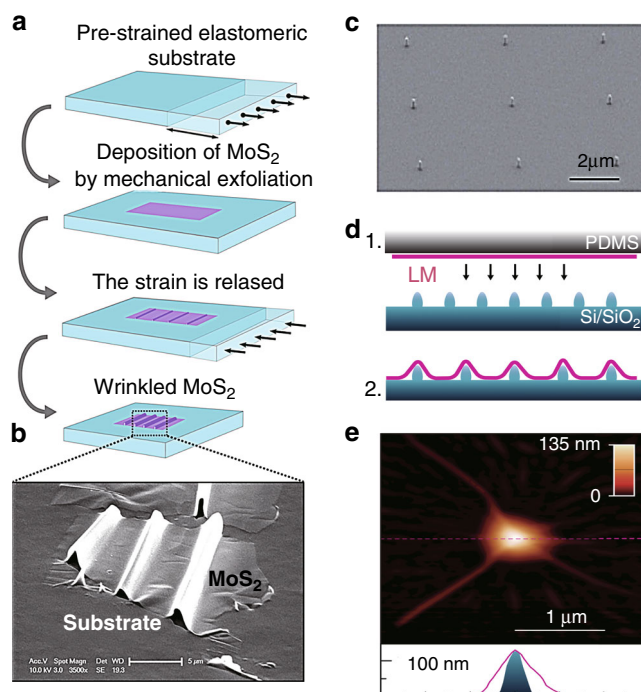 a
Pre-strained elastomeric
substrate
Deposition of MoS₂
by mechanical exfoliation
The strain is relased
Wrinkled MoS₂
b
MoS₂
Substrate
Acc.V Spot Magn Det WD
10.0 kV 3.0 3500x SE 19.3
5 µm
c
2µm
d
1.
PDMS
LM
Si/SiO₂
2.
e
135 nm
0
1 µm
100 nm